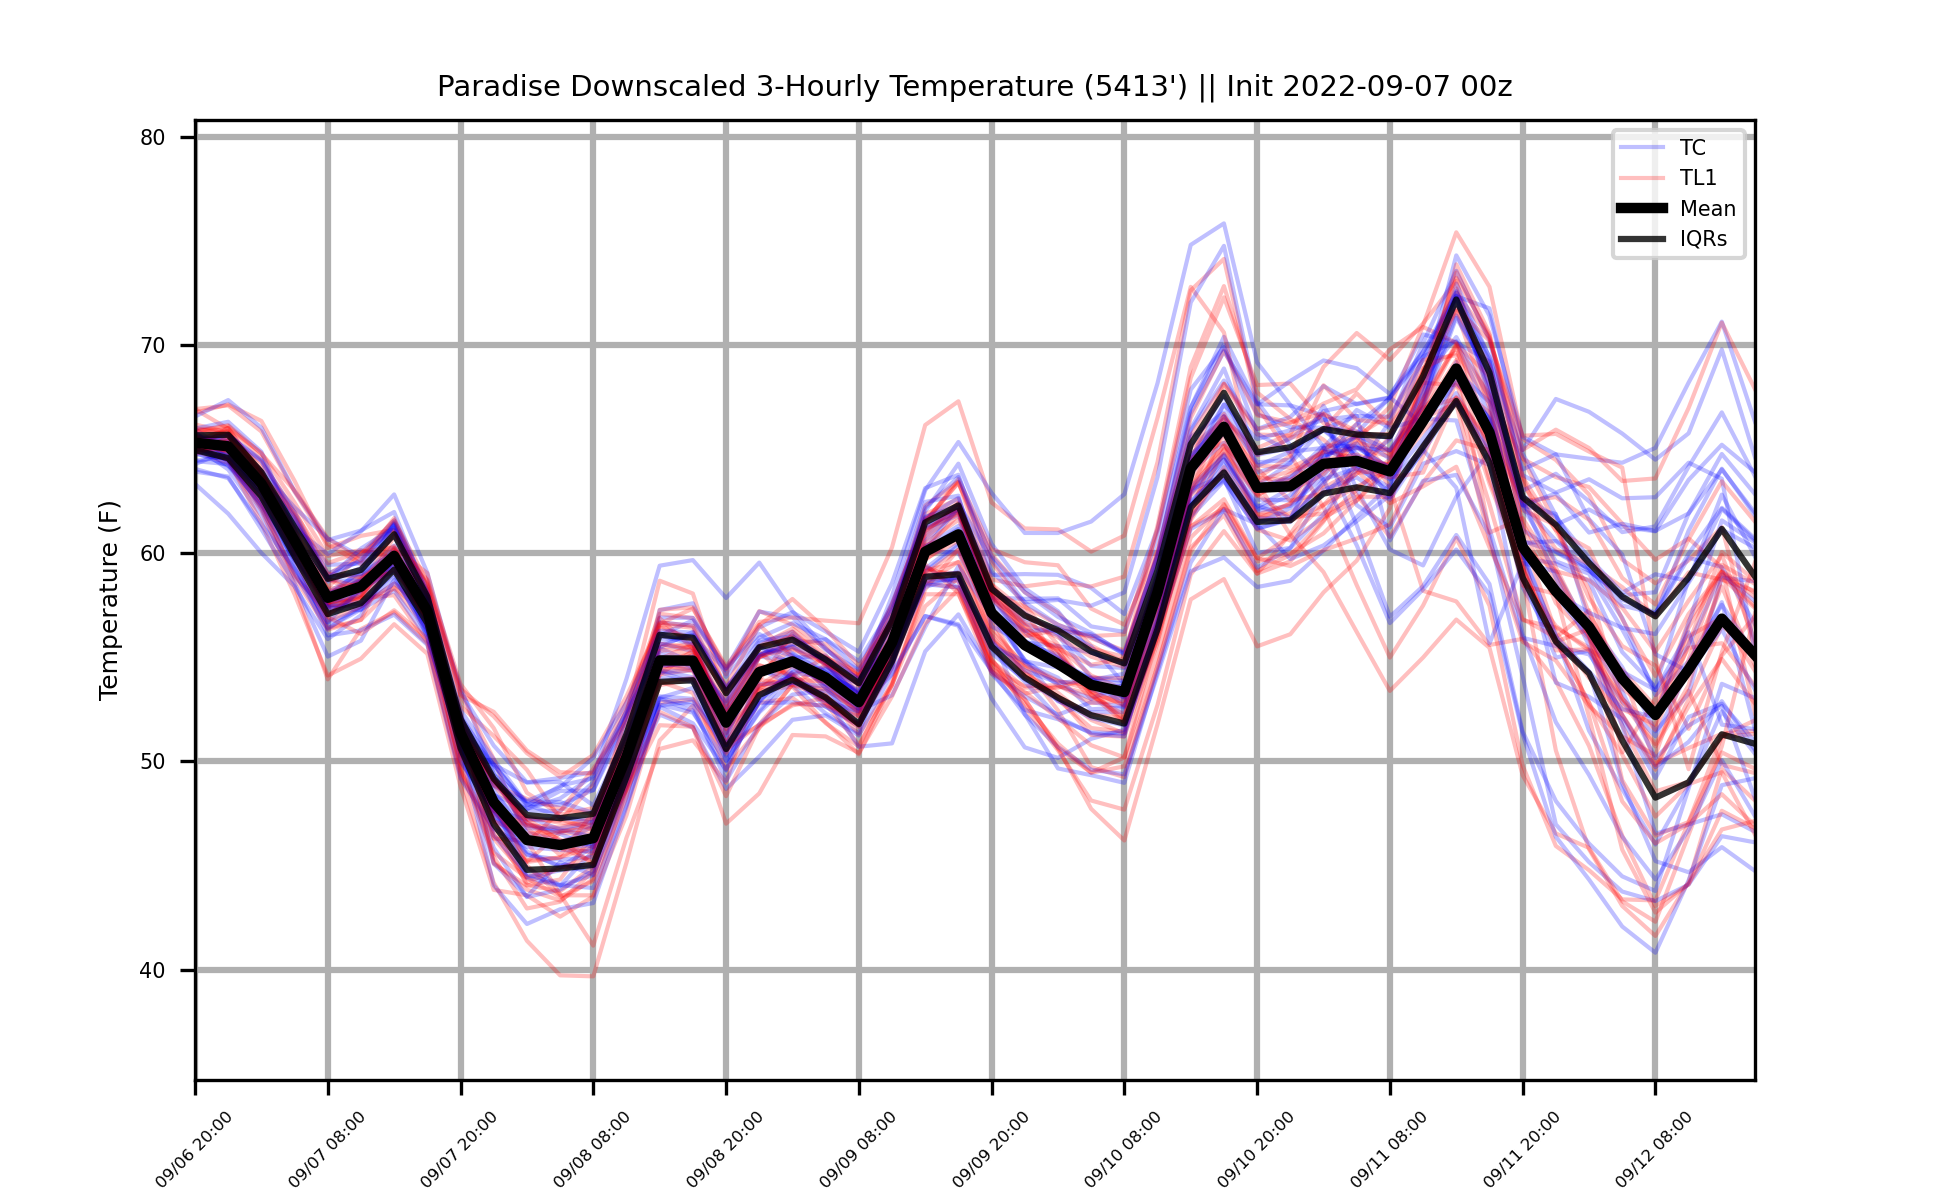 Paradise Downscaled 3-Hourly Temperature (5413') || Init 2022-09-07 00z
TC
TL1
Mean
IQRs
Temperature (F)
80
70
60
50
40
09/06 20:00
09/07 08:00
09/07 20:00
09/08 08:00
09/08 20:00
09/09 08:00
09/09 20:00
09/10 08:00
09/10 20:00
09/11 08:00
09/11 20:00
09/12 08:00